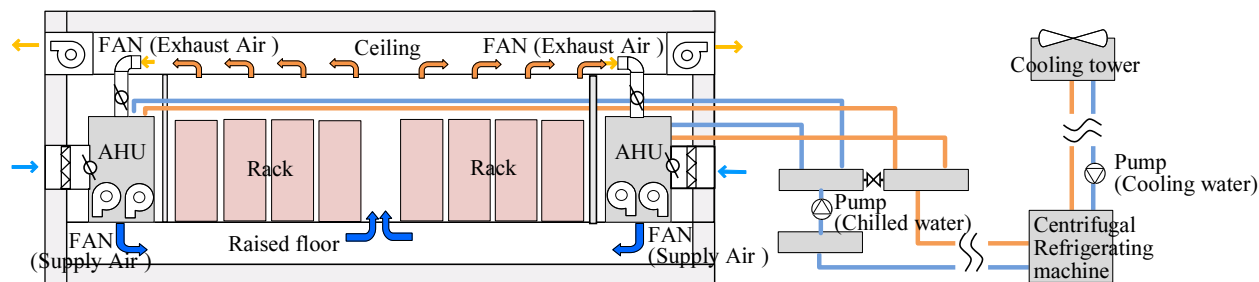 FAN (Exhaust Air )
Ceiling
FAN (Exhaust Air )
Cooling tower
AHU
Rack
Rack
AHU
Pump
(Cooling water)
Pump
(Chilled water)
FAN
(Supply Air )
Raised floor
FAN
(Supply Air )
Centrifugal
Refrigerating
machine